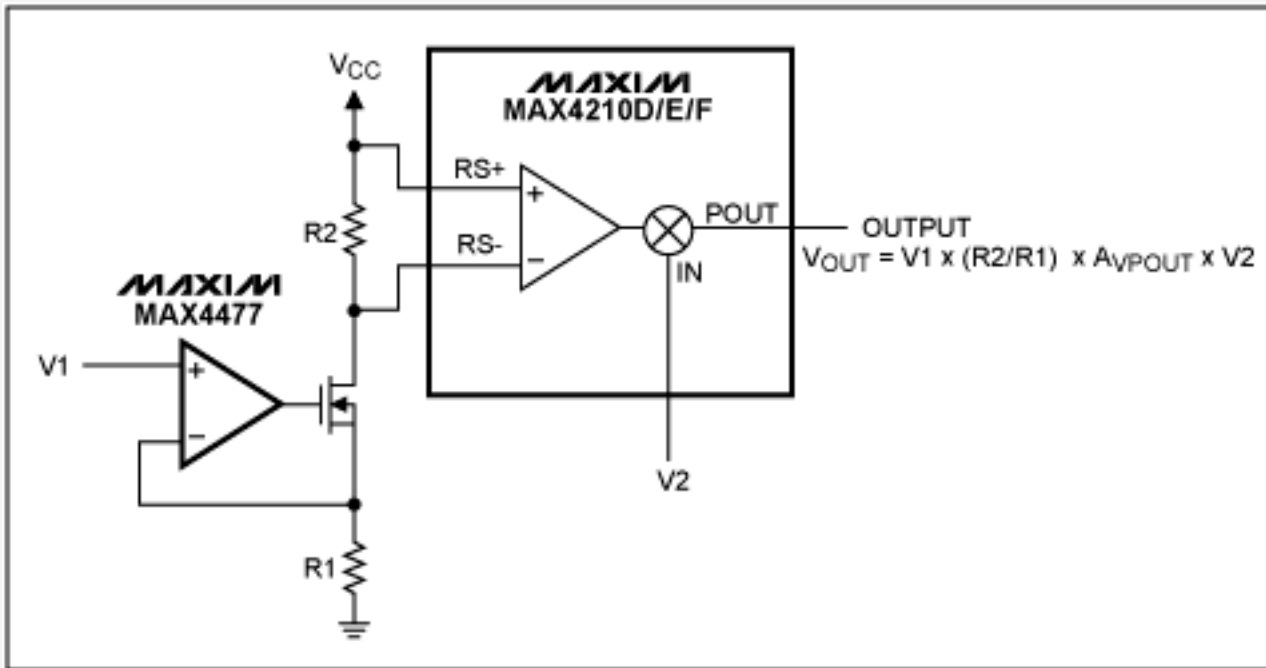 VCC
MAXIM
MAX4210D/E/F
RS+
+
R2
RS-
−
POUT
IN
OUTPUT
VOUT = V1 x (R2/R1) x AVPOUT x V2
MAXIM
MAX4477
V1
+
−
V2
R1